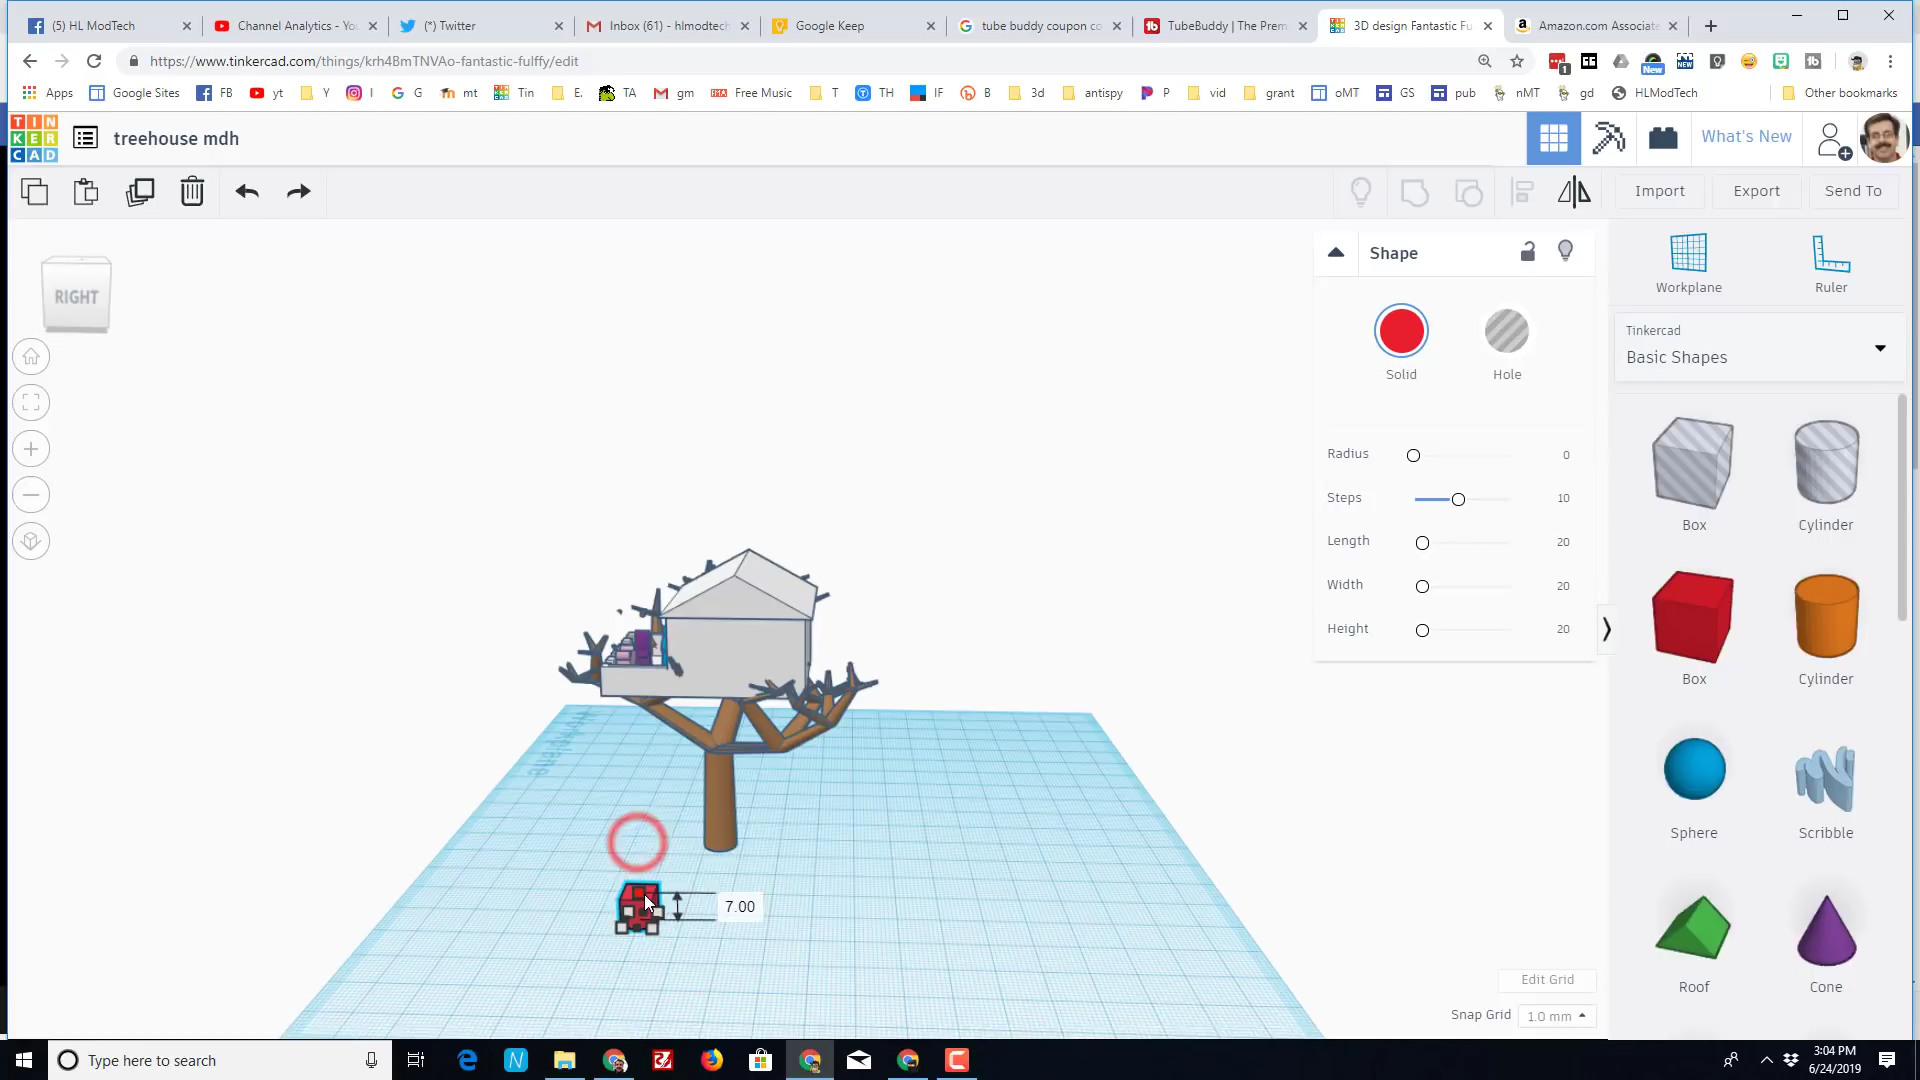 (5) HL ModTech
Channel Analytics - You
(*) Twitter
Inbox (61) - hlmodtech
Google Keep
tube buddy coupon co
TubeBuddy | The Prem
3D design Fantastic Fu
Amazon.com Associate
https://www.tinkercad.com/things/krh4BmTNVAo-fantastic-fulffy/edit
1
New
NEW
Apps
Google Sites
FB
yt
Y
I
G
mt
Tin
E.
TA
gm
Free Music
T
TH
IF
B
3d
antispy
P
vid
grant
oMT
GS
pub
nMT
gd
HLModTech
Other bookmarks
TIN
KER
CAD
treehouse mdh
What's New
Import
Export
Send To
RIGHT
Shape
Solid
Hole
Radius 0
Steps 10
Length 20
Width 20
Height 20
Workplane
Ruler
Tinkercad
Basic Shapes
Box
Cylinder
Box
Cylinder
Sphere
Scribble
Roof
Cone
Workplane
7.00
Edit Grid
Snap Grid 1.0 mm
Type here to search
3:04 PM
6/24/2019